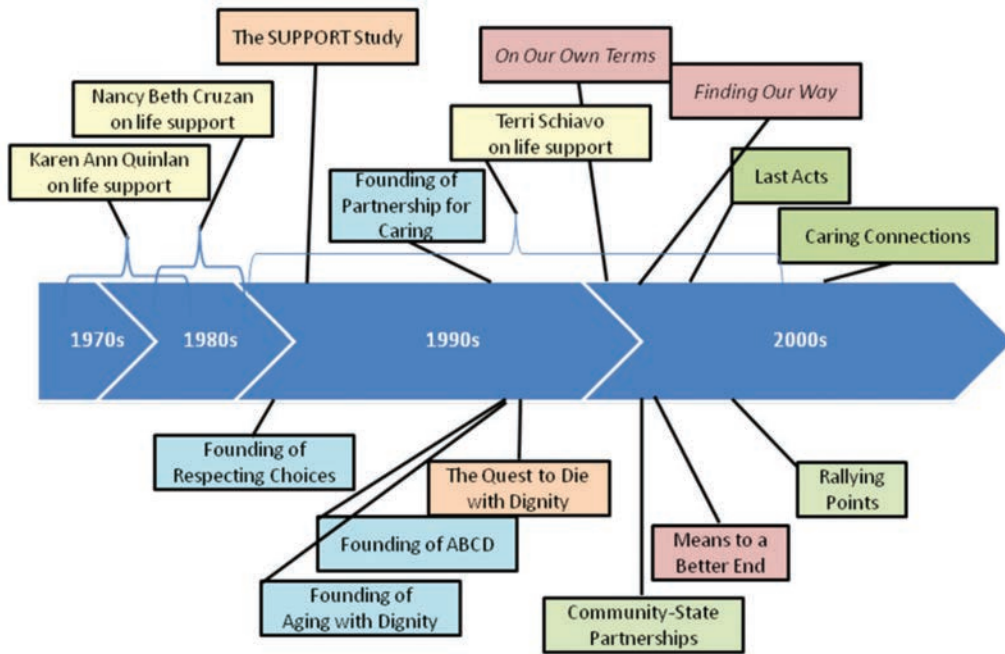 The SUPPORT Study
On Our Own Terms
Finding Our Way
Nancy Beth Cruzan
on life support
Terri Schiavo
on life support
Karen Ann Quinlan
on life support
Founding of
Partnership for
Caring
Last Acts
Caring Connections
1970s
1980s
1990s
2000s
Founding of
Respecting Choices
The Quest to Die
with Dignity
Rallying
Points
Founding of ABCD
Means to a
Better End
Founding of
Aging with Dignity
Community-State
Partnerships